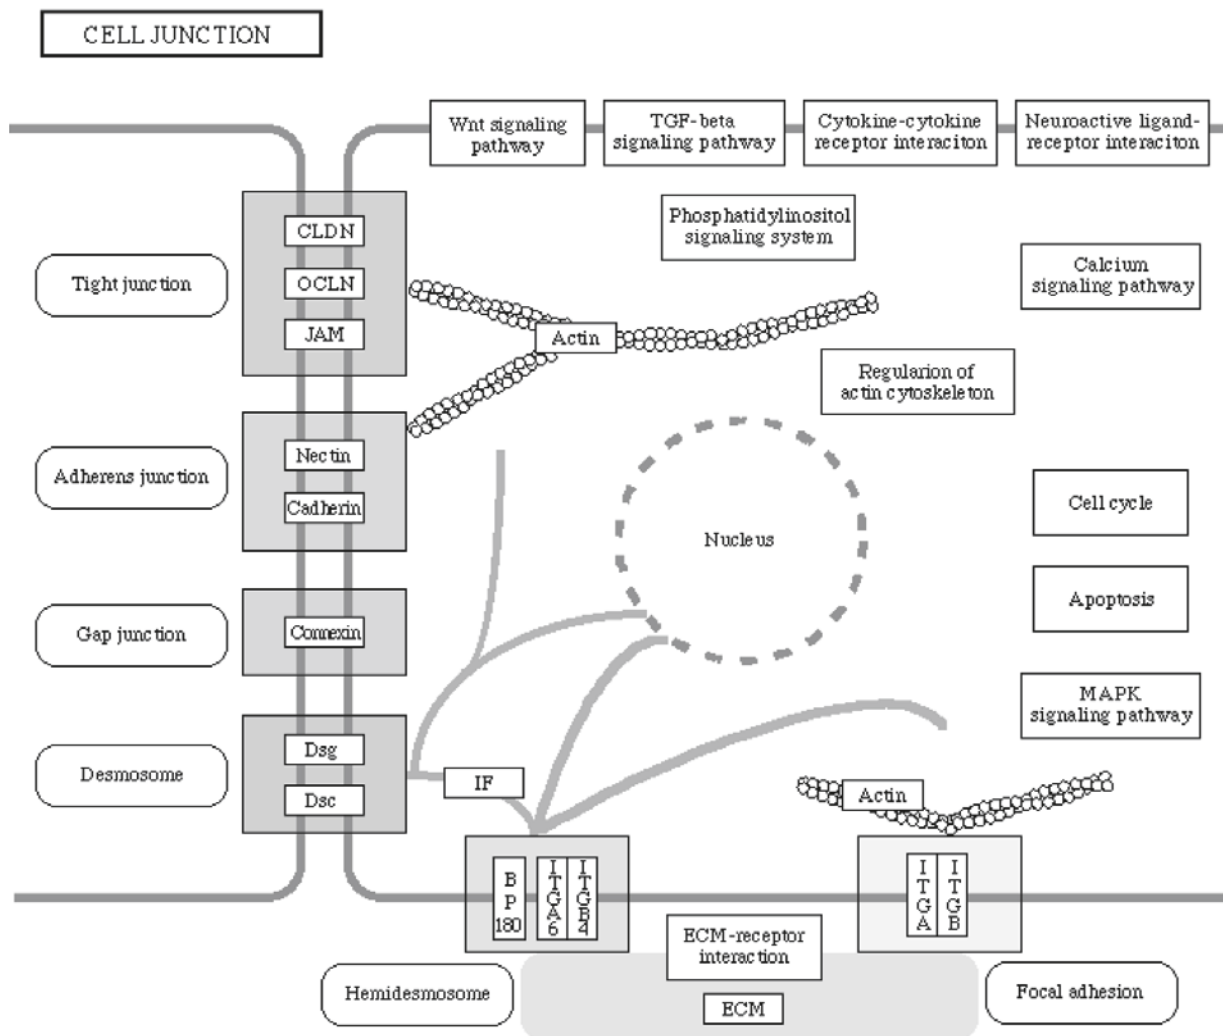 CELL JUNCTION
Wnt signaling
pathway
TGF-beta
signaling pathway
Cytokine-cytokine
receptor interaciton
Neuroactive ligand-
receptor interaciton
Phosphatidylinositol
signaling system
Calcium
signaling pathway
Tight junction
CLDN
OCLN
JAM
Actin
Regularion of
actin cytoskeleton
Adherens junction
Nectin
Cadherin
Nucleus
Cell cycle
Gap junction
Connexin
Apoptosis
MAPK
signaling pathway
Desmosome
Dsg
Dsc
IF
Actin
BP180
ITGA6
ITGB4
ITGA
ITGB
ECM-receptor
interaction
Hemidesmosome
ECM
Focal adhesion